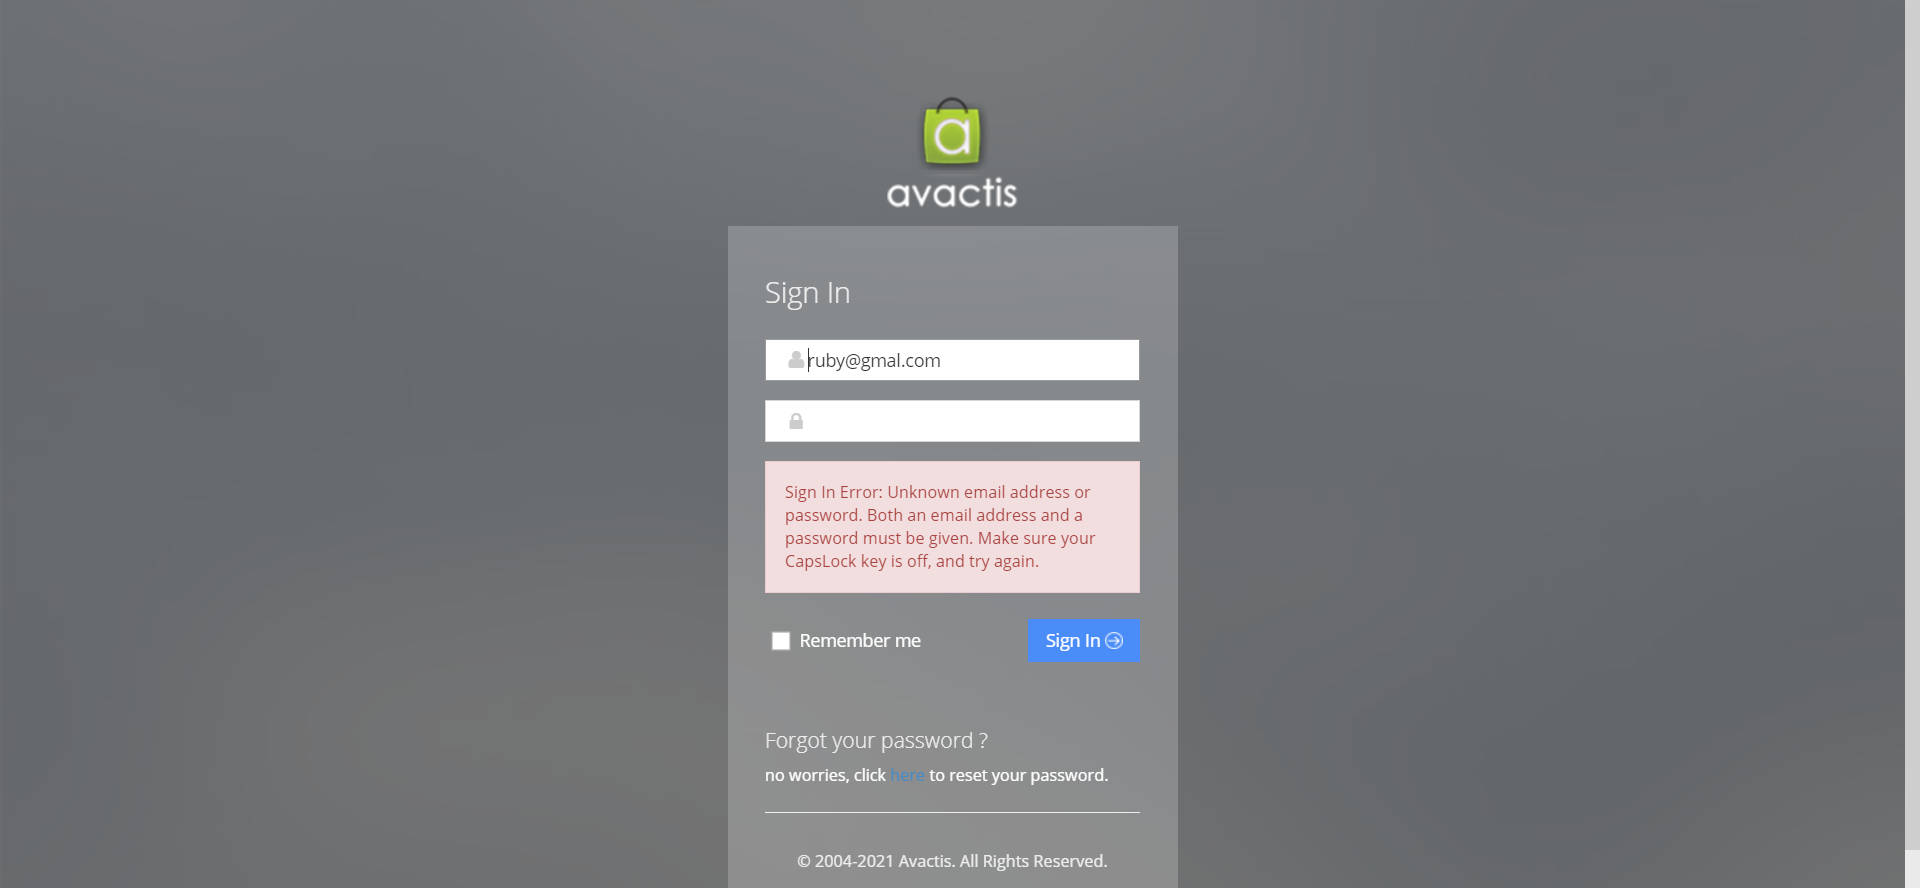 a
avactis
Sign In
ruby@gmal.com
Sign In Error: Unknown email address or
password. Both an email address and a
password must be given. Make sure your
CapsLock key is off, and try again.
Remember me
Sign In
Forgot your password ?
no worries, click here to reset your password.
© 2004-2021 Avactis. All Rights Reserved.